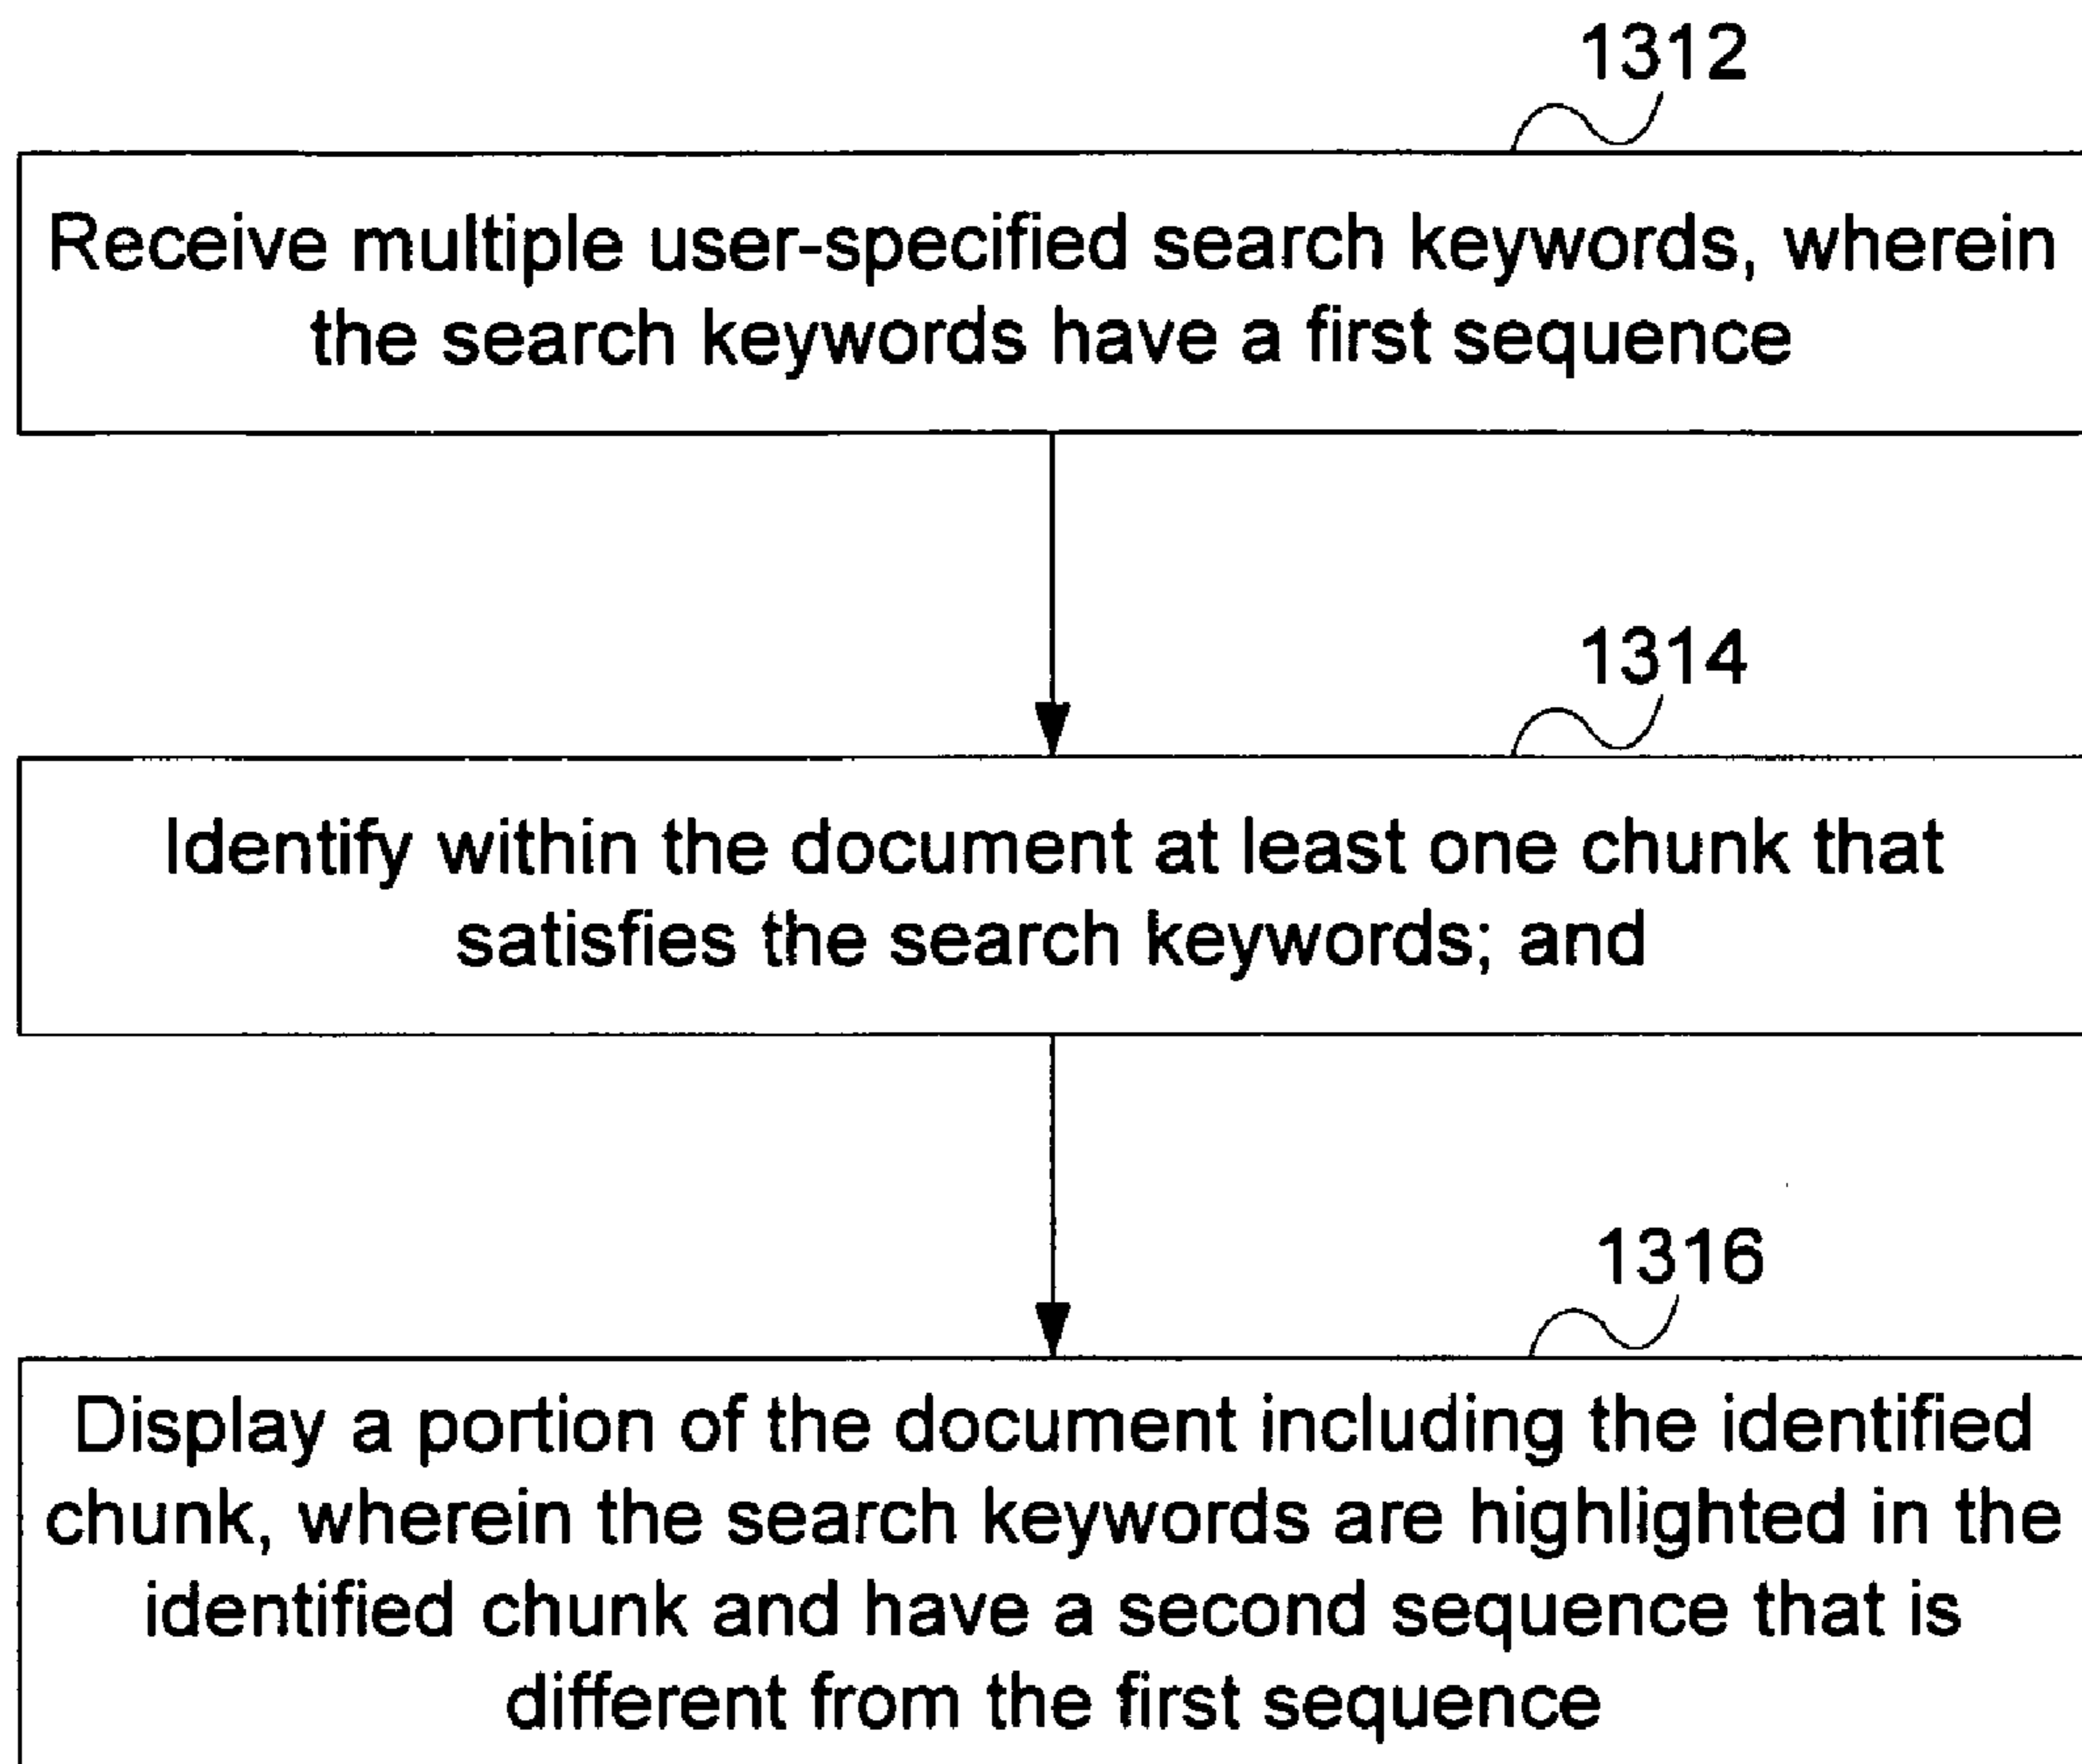 1312
Receive multiple user-specified search keywords, wherein
the search keywords have a first sequence
1314
Identify within the document at least one chunk that
satisfies the search keywords; and
1316
Display a portion of the document including the identified
chunk, wherein the search keywords are highlighted in the
identified chunk and have a second sequence that is
different from the first sequence